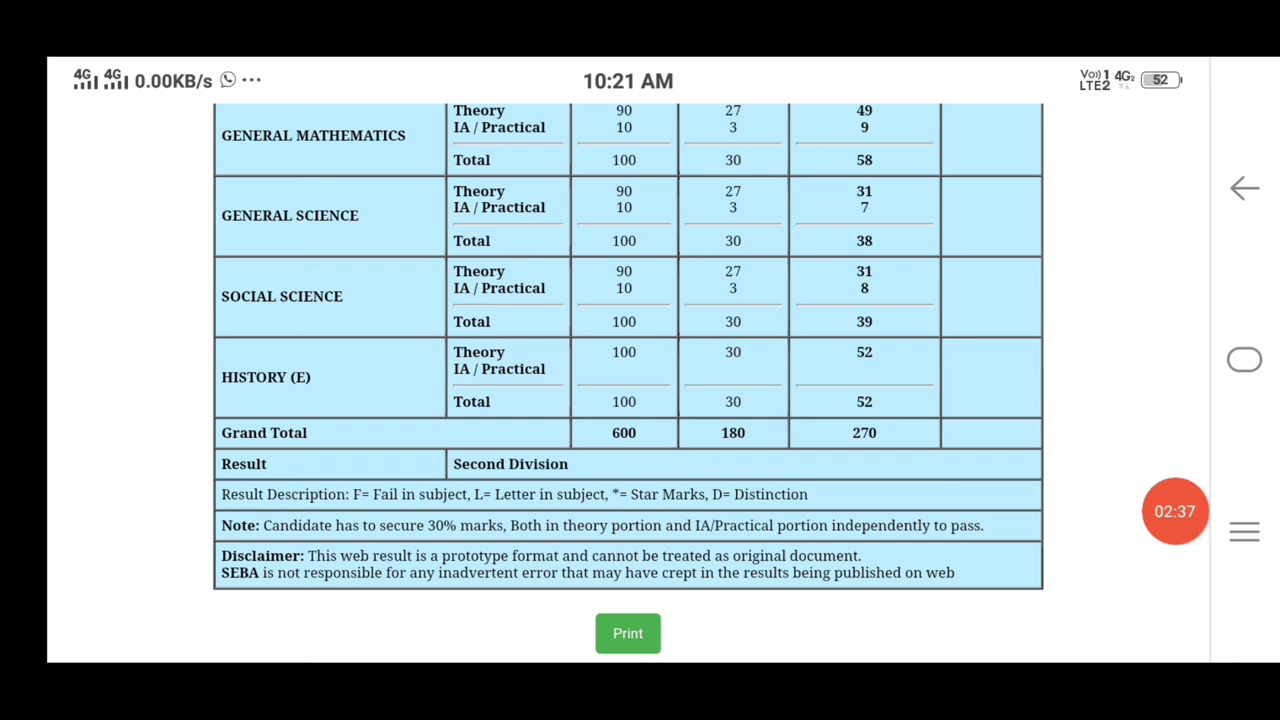 4G 4G 0.00KB/s ··· 10:21 AM Vo)) 1 LTE2 4G2 52
Theory 90 27 49
GENERAL MATHEMATICS IA / Practical 10 3 9
Total 100 30 58
Theory 90 27 31
GENERAL SCIENCE IA / Practical 10 3 7
Total 100 30 38
Theory 90 27 31
SOCIAL SCIENCE IA / Practical 10 3 8
Total 100 30 39
Theory 100 30 52
HISTORY (E) IA / Practical
Total 100 30 52
Grand Total 600 180 270
Result Second Division
Result Description: F= Fail in subject, L= Letter in subject, *= Star Marks, D= Distinction
Note: Candidate has to secure 30% marks, Both in theory portion and IA/Practical portion independently to pass.
02:37
Disclaimer: This web result is a prototype format and cannot be treated as original document.
SEBA is not responsible for any inadvertent error that may have crept in the results being published on web
Print